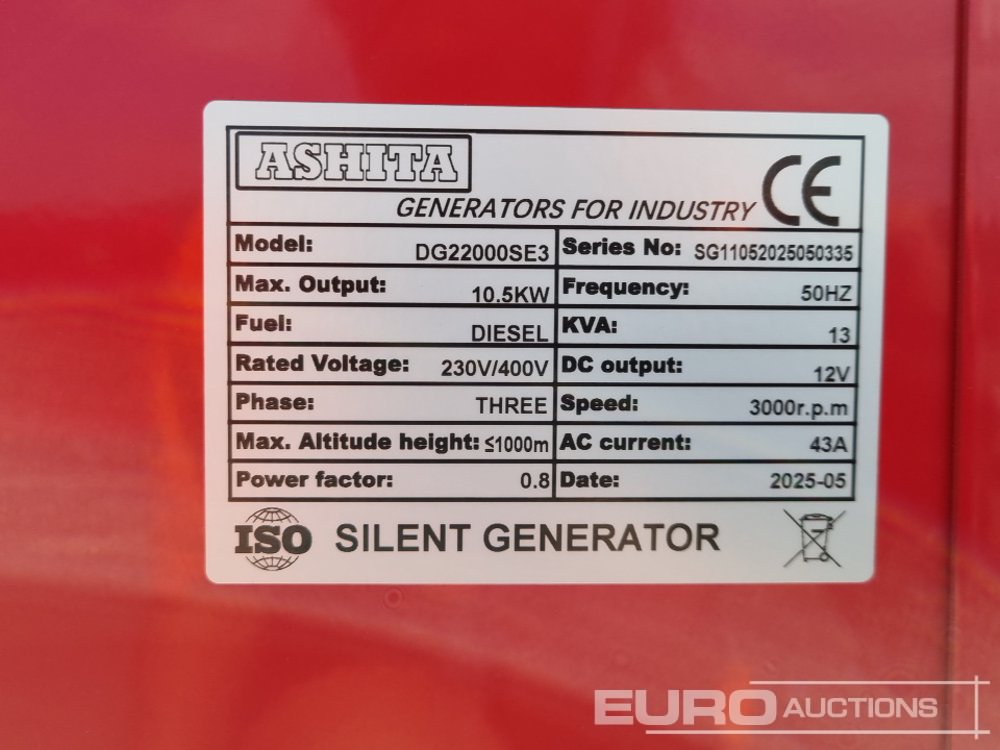 ASHITA
GENERATORS FOR INDUSTRY CE
Model: DG22000SE3 Series No: SG11052025050335
Max. Output: 10.5KW Frequency: 50HZ
Fuel: DIESEL KVA: 13
Rated Voltage: 230V/400V DC output: 12V
Phase: THREE Speed: 3000r.p.m
Max. Altitude height: ≤1000m AC current: 43A
Power factor: 0.8 Date: 2025-05
ISO SILENT GENERATOR
EURO AUCTIONS